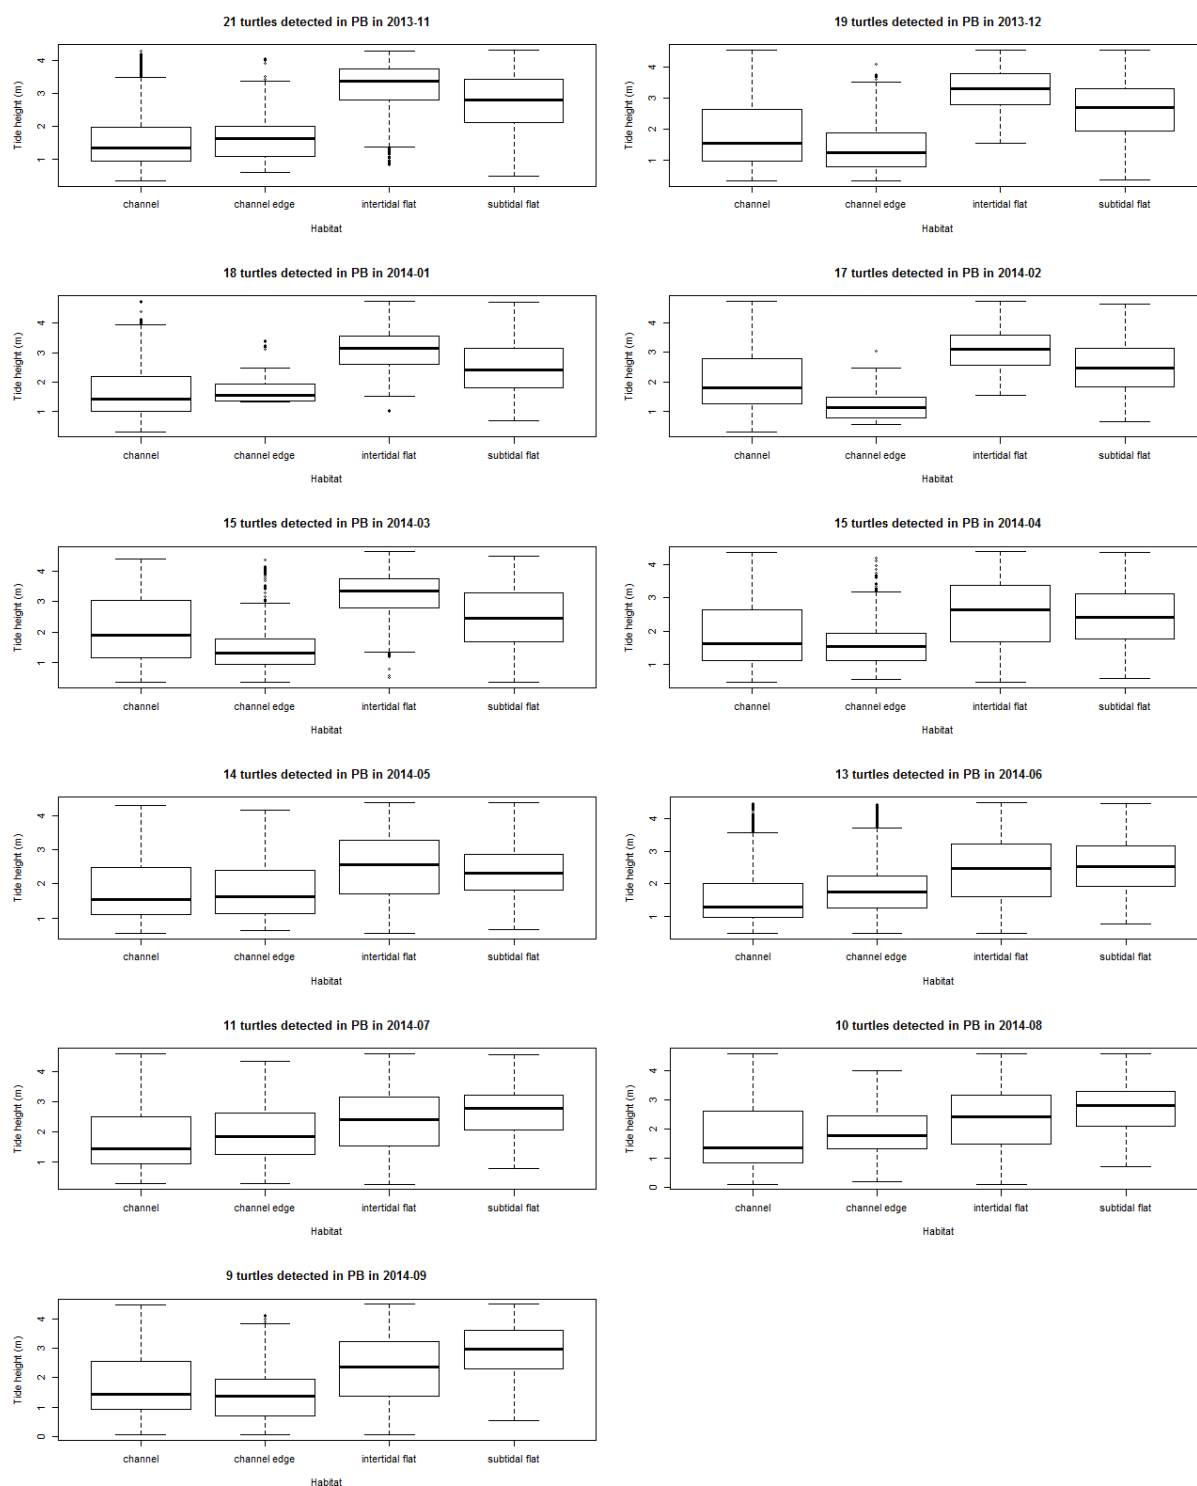 21 turtles detected in PB in 2013-11
Tide height (m)
4
3
2
1
channel channel edge intertidal flat subtidal flat
Habitat
19 turtles detected in PB in 2013-12
Tide height (m)
4
3
2
1
channel channel edge intertidal flat subtidal flat
Habitat
18 turtles detected in PB in 2014-01
Tide height (m)
4
3
2
1
channel channel edge intertidal flat subtidal flat
Habitat
17 turtles detected in PB in 2014-02
Tide height (m)
4
3
2
1
channel channel edge intertidal flat subtidal flat
Habitat
15 turtles detected in PB in 2014-03
Tide height (m)
4
3
2
1
channel channel edge intertidal flat subtidal flat
Habitat
15 turtles detected in PB in 2014-04
Tide height (m)
4
3
2
1
channel channel edge intertidal flat subtidal flat
Habitat
14 turtles detected in PB in 2014-05
Tide height (m)
4
3
2
1
channel channel edge intertidal flat subtidal flat
Habitat
13 turtles detected in PB in 2014-06
Tide height (m)
4
3
2
1
channel channel edge intertidal flat subtidal flat
Habitat
11 turtles detected in PB in 2014-07
Tide height (m)
4
3
2
1
channel channel edge intertidal flat subtidal flat
Habitat
10 turtles detected in PB in 2014-08
Tide height (m)
4
3
2
1
0
channel channel edge intertidal flat subtidal flat
Habitat
9 turtles detected in PB in 2014-09
Tide height (m)
4
3
2
1
0
channel channel edge intertidal flat subtidal flat
Habitat